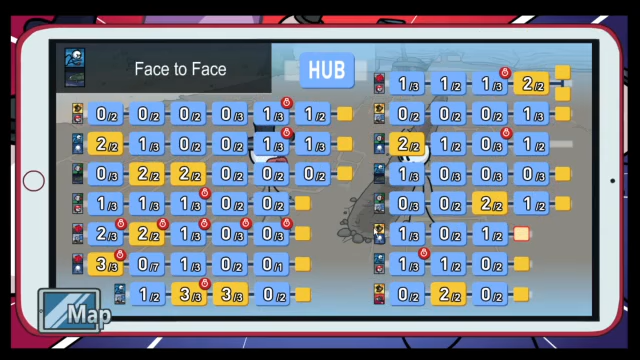 Face to Face
HUB
0/2 0/2 0/2 0/3 1/3 1/2
2/2 1/3 0/2 0/2 1/3 1/3
0/3 2/2 2/2 0/2 0/2 0/2
1/3 1/3 1/3 0/2 0/2
2/3 2/2 1/3 0/3 0/3
3/3 0/7 1/3 0/2 0/1
1/2 3/3 3/3 0/2
Map
1/3 1/2 1/3 2/2
0/2 0/2 0/2 1/2
2/2 1/2 0/3 1/2
1/3 0/3 0/3 0/3
0/3 0/2 2/2 1/2
1/3 0/2 1/2
1/3 1/2 0/2
0/2 2/2 0/2